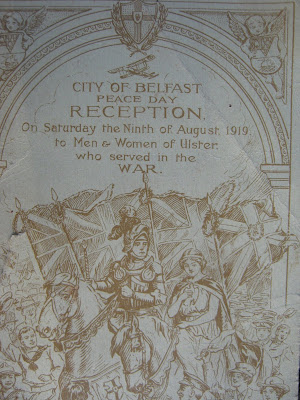 CITY OF BELFAST
PEACE DAY
RECEPTION,
On Saturday the Ninth of August, 1919.
to Men & Women of Ulster.
who served in the
WAR.